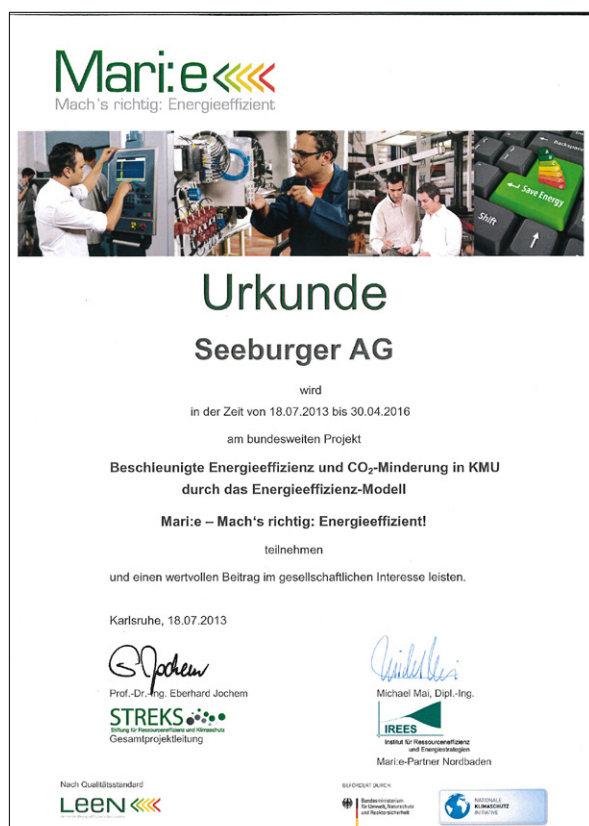 Mari:e
Mach's richtig: Energieeffizient
Backspace
Save Energy
Shift
Urkunde
Seeburger AG
wird
in der Zeit von 18.07.2013 bis 30.04.2016
am bundesweiten Projekt
Beschleunigte Energieeffizienz und CO₂-Minderung in KMU
durch das Energieeffizienz-Modell
Mari:e – Mach's richtig: Energieeffizient!
teilnehmen
und einen wertvollen Beitrag im gesellschaftlichen Interesse leisten.
Karlsruhe, 18.07.2013
Prof.-Dr.-Ing. Eberhard Jochem
STREKS
Stiftung für Ressourceneffizienz und Klimaschutz
Gesamtprojektleitung
Michael Mai, Dipl.-Ing.
IREES
Institut für Ressourceneffizienz
und Energiestrategien
Mari:e-Partner Nordbaden
Nach Qualitätsstandard
LEEN
GEFÖRDERT DURCH:
Bundesministerium
für Umwelt, Naturschutz
und Reaktorsicherheit
NATIONALE
KLIMASCHUTZ
INITIATIVE